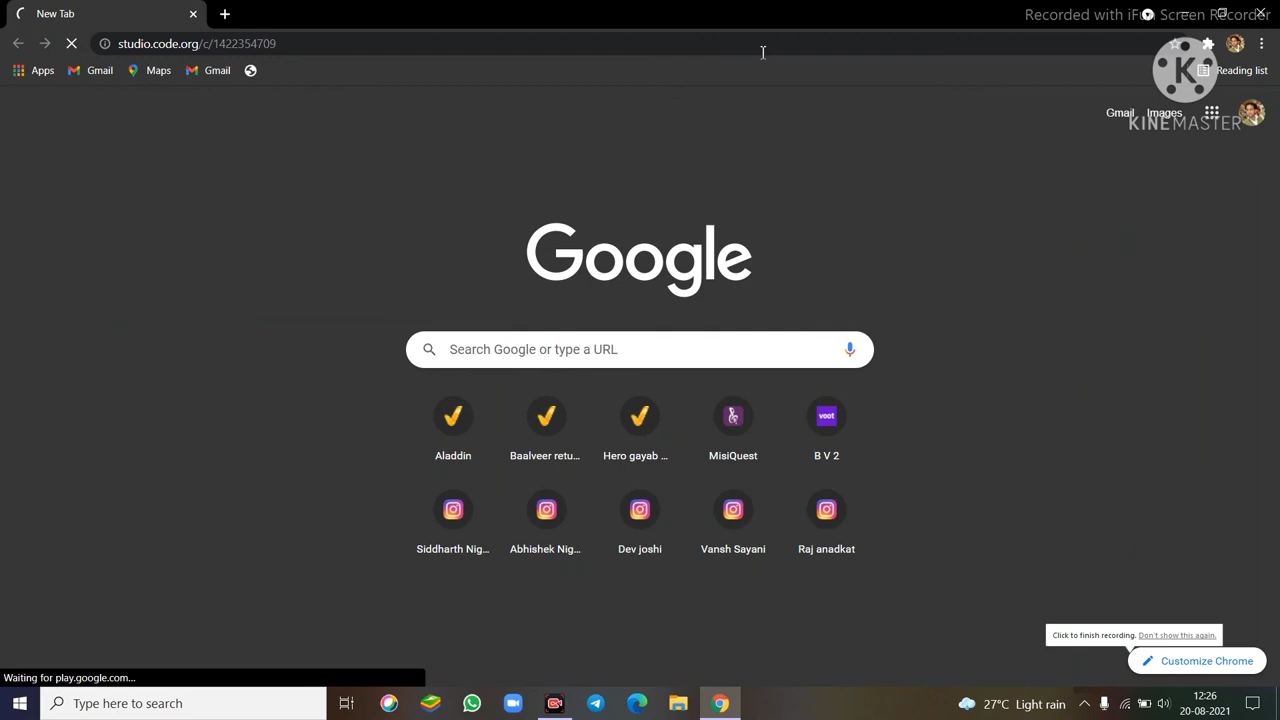 New Tab
Recorded with iFun Screen Recorder
studio.code.org/c/1422354709
Apps
Gmail
Maps
Gmail
Reading list
K
KINEMASTER
Gmail
Images
Google
Search Google or type a URL
voot
Aladdin
Baalveer retu...
Hero gayab ...
MisiQuest
B V 2
Siddharth Nig...
Abhishek Nig...
Dev joshi
Vansh Sayani
Raj anadkat
Click to finish recording. Don't show this again.
Customize Chrome
Waiting for play.google.com...
Type here to search
27°C Light rain
12:26
20-08-2021